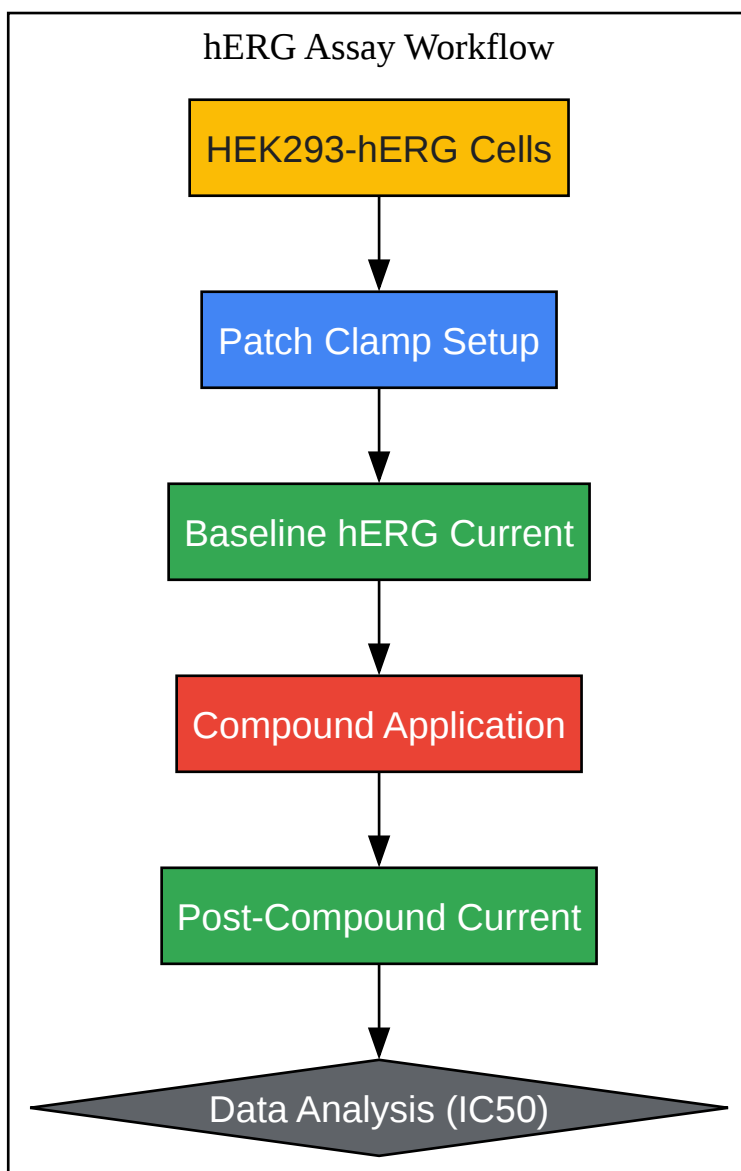 hERG Assay Workflow
HEK293-hERG Cells
Patch Clamp Setup
Baseline hERG Current
Compound Application
Post-Compound Current
Data Analysis (IC50)